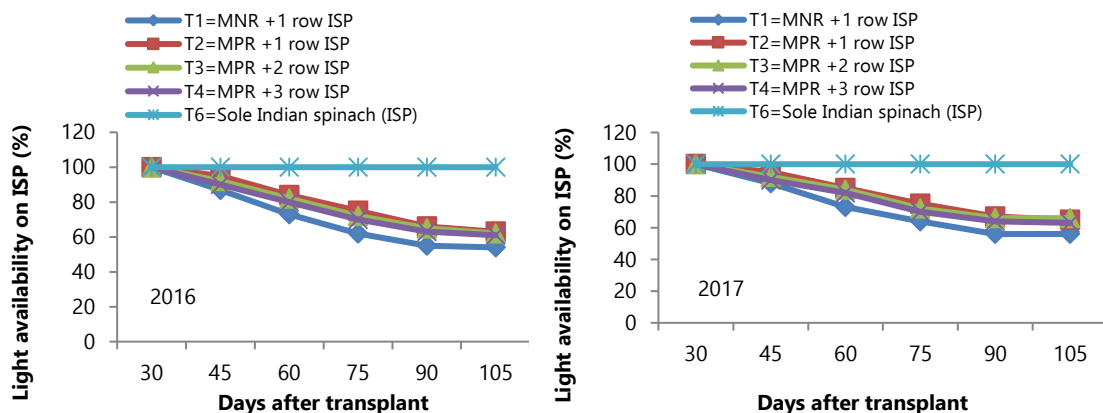 T1=MNR +1 row ISP
T2=MPR +1 row ISP
T3=MPR +2 row ISP
T4=MPR +3 row ISP
T6=Sole Indian spinach (ISP)
Light availability on ISP (%)
120
100
80
60
40
20
0
2016
30 45 60 75 90 105
Days after transplant
T1=MNR +1 row ISP
T2=MPR +1 row ISP
T3=MPR +2 row ISP
T4=MPR +3 row ISP
T6=Sole Indian spinach (ISP)
Light availability on ISP (%)
120
100
80
60
40
20
0
2017
30 45 60 75 90 105
Days after transplant